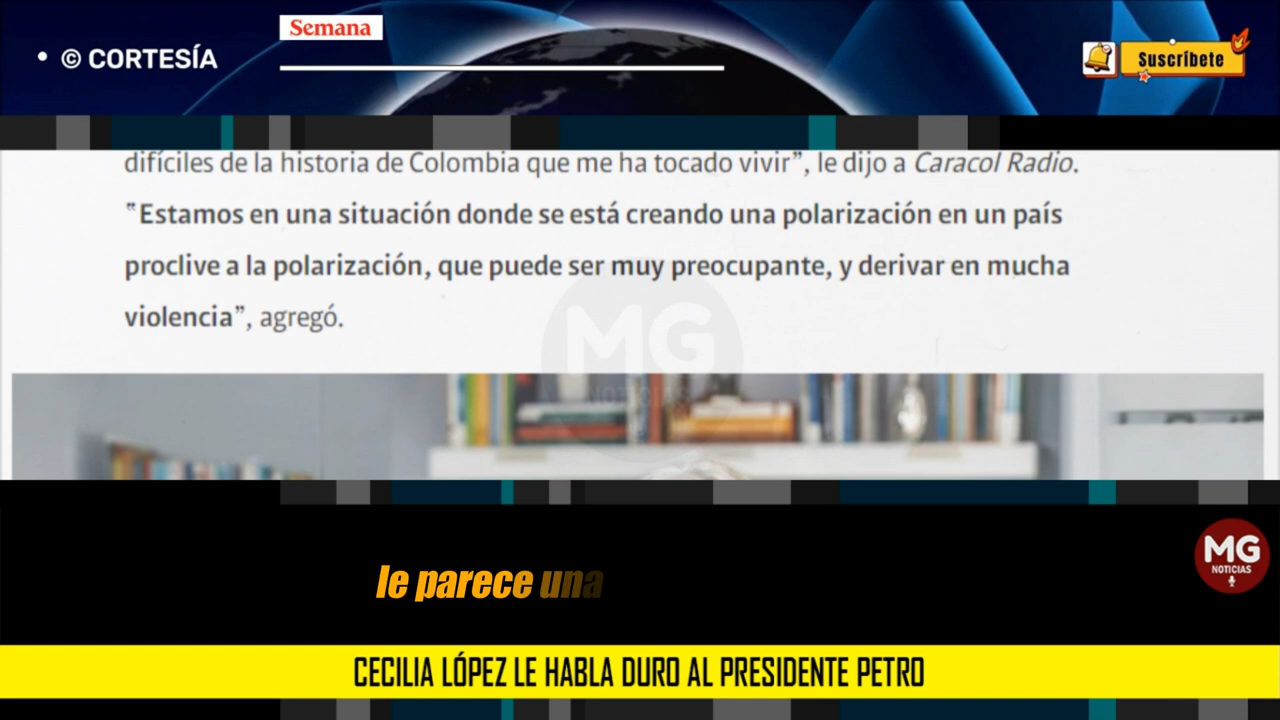 Semana
• © CORTESÍA
Suscríbete
difíciles de la historia de Colombia que me ha tocado vivir”, le dijo a Caracol Radio.
“Estamos en una situación donde se está creando una polarización en un país
proclive a la polarización, que puede ser muy preocupante, y derivar en mucha
violencia”, agregó.
MG
NOTICIAS
le parece una
MG
NOTICIAS
CECILIA LÓPEZ LE HABLA DURO AL PRESIDENTE PETRO